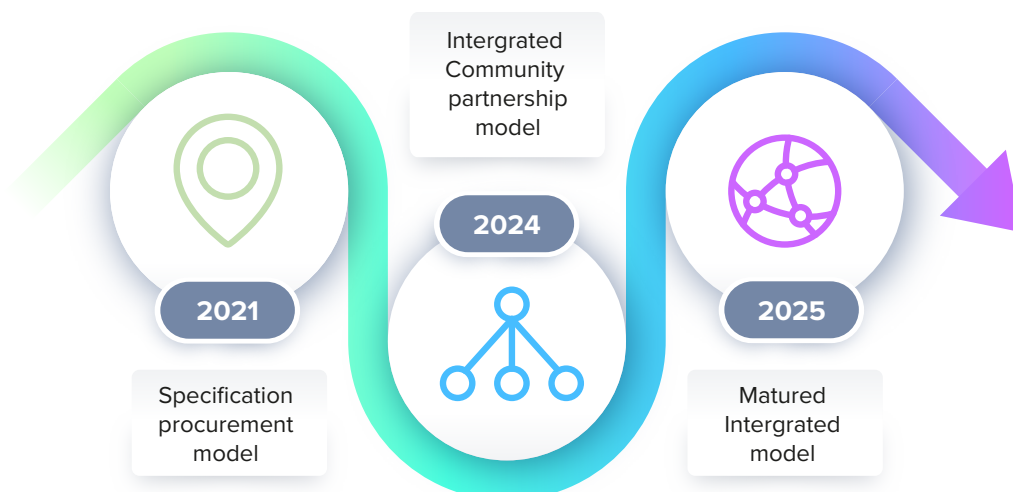 2021
Specification
procurement
model
Intergrated
Community
partnership
model
2024
2025
Matured
Intergrated
model